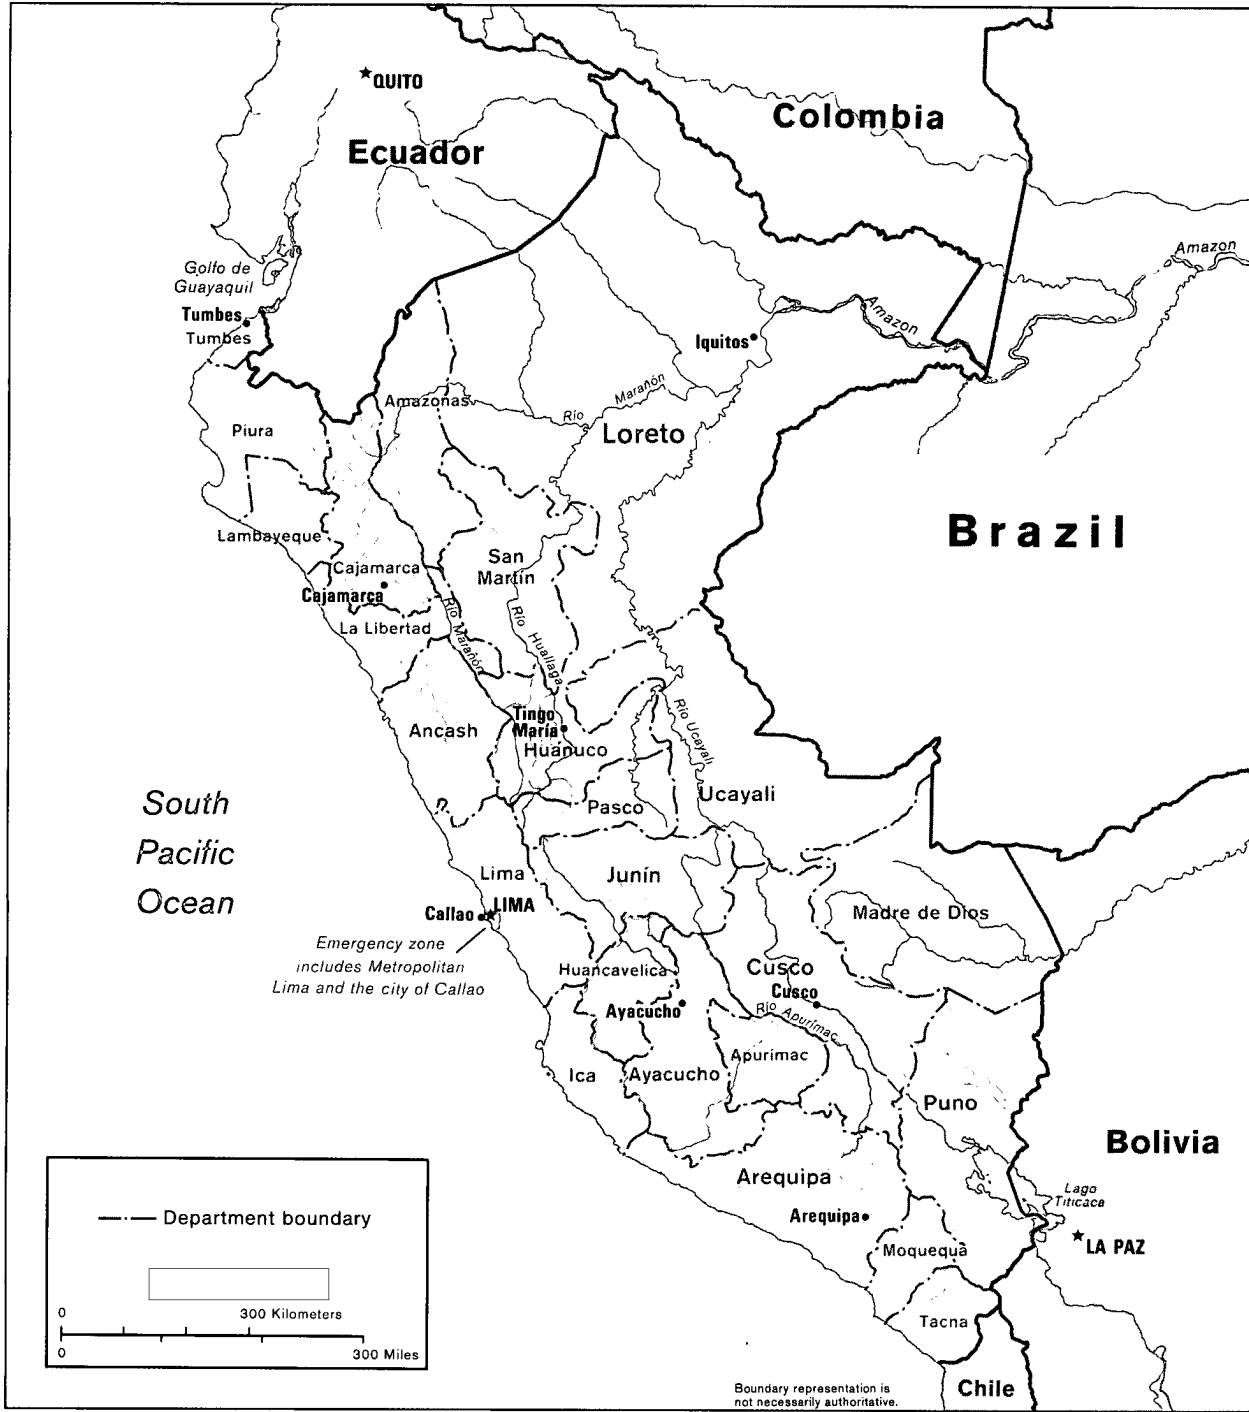 QUITO
Colombia
Ecuador
Amazon
Golfo de
Guayaquil
Tumbes
Tumbes
Amazon
Iquitos
Río Marañón
Amazonas
Piura
Loreto
Brazil
Lambayeque
San
Martín
Cajamarca
Cajamarca
Río Marañón
Río Huallaga
La Libertad
Río Ucayali
Ancash
Tingo
María
Huánuco
Pasco
Ucayali
South
Pacific
Ocean
Lima
Junín
Callao
LIMA
Madre de Dios
Emergency zone
includes Metropolitan
Lima and the city of Callao
Huancavelica
Cusco
Cusco
Ayacucho
Río Apurímac
Apurímac
Ica
Ayacucho
Puno
Bolivia
Arequipa
Lago
Titicaca
Arequipa
LA PAZ
Moquequa
Department boundary
0 300 Kilometers
0 300 Miles
Tacna
Chile
Boundary representation is
not necessarily authoritative.